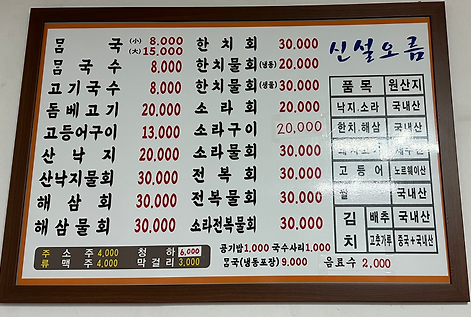 몸 국 (小) 8,000
(大) 15,000
몸국수 8,000
고기국수 8,000
돔베고기 20,000
고등어구이 13,000
산낙지 20,000
산낙지물회 30,000
해삼회 30,000
해삼물회 30,000
한치회 30,000
한치물회 (냉동) 20,000
한치물회 (생물) 30,000
소라회 20,000
소라구이 20,000
전복회 30,000
전복물회 30,000
소라전복물회 30,000
신설오름
품목 원산지
낙지.소라 국내산
한치.해삼 국내산
고등어 노르웨이산
쌀 국내산
김치 배추 국내산
고춧가루 중국+국내산
주류 소주 4,000 청하 6,000
맥주 4,000 막걸리 3,000
공기밥 1,000 국수사리 1,000
몸국(냉동포장) 9,000 음료수 2,000